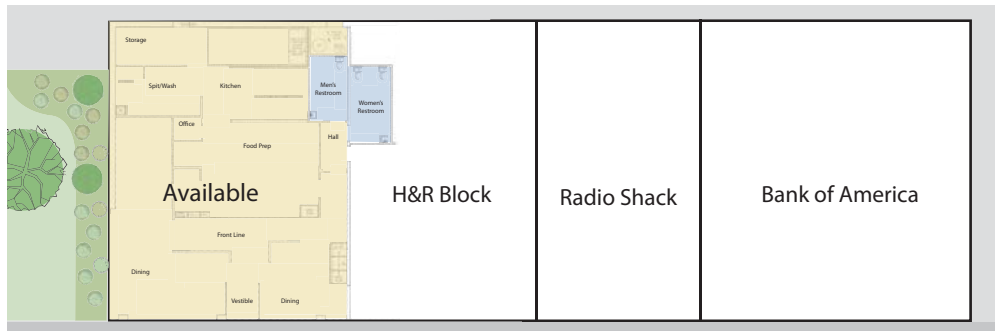 Storage
Spit/Wash
Kitchen
Men's
Restroom
Women's
Restroom
Office
Hall
Food Prep
Available
H&R Block
Radio Shack
Bank of America
Front Line
Dining
Vestible
Dining